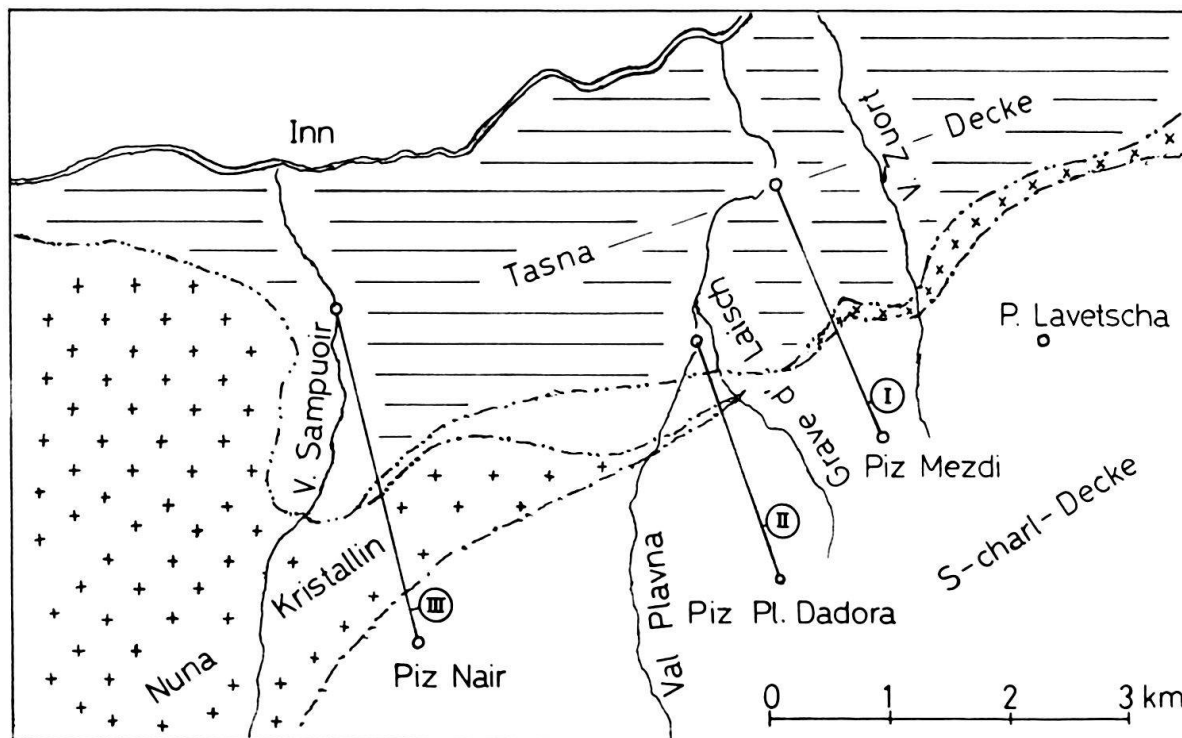 Inn
V. Zuort
Tasna Decke
P. Lavetscha
V. Sampuoir
Grave d Laisch
I
Piz Mezdi
S-charl-Decke
II
Kristallin
III
Val Plavna
Piz Pl. Dadora
Nuna
Piz Nair
0 1 2 3 km